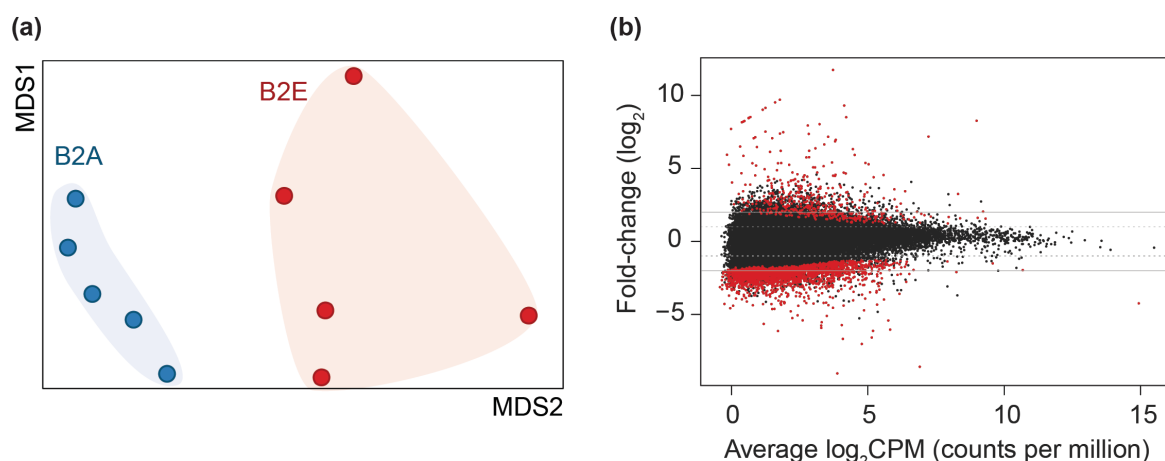 (a)
MDS1
B2E
B2A
MDS2
(b)
Fold-change (log₂)
10
5
0
−5
0
5
10
15
Average log₂CPM (counts per million)